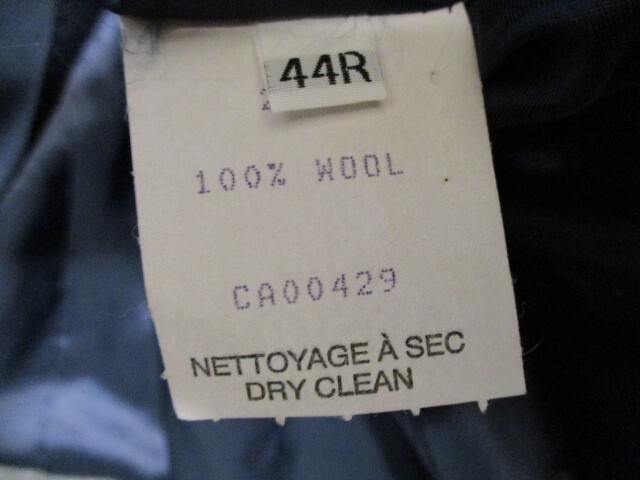 44R
100% WOOL
CA00429
NETTOYAGE À SEC
DRY CLEAN